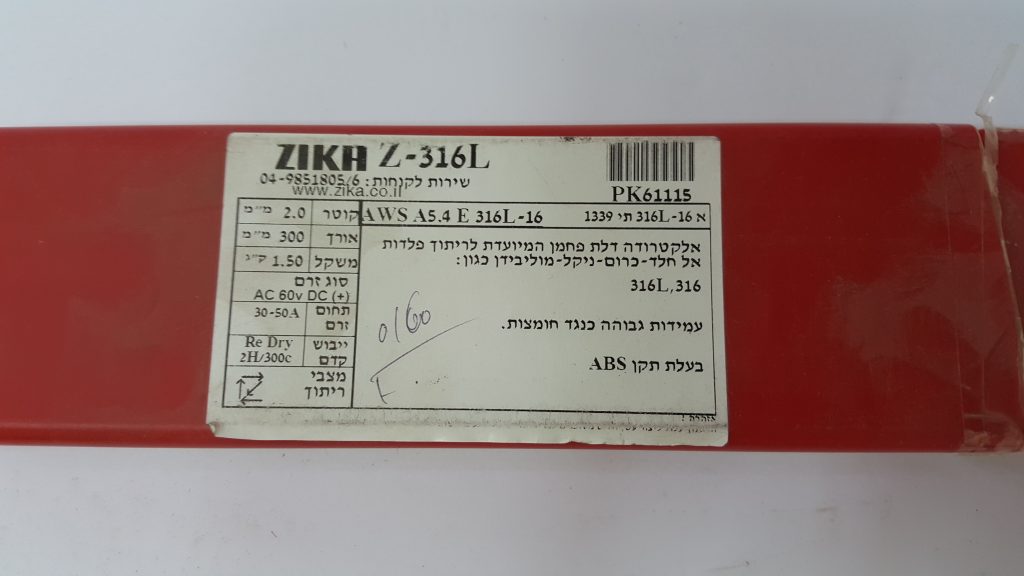 ZIKA Z-316L
שירות לקוחות: 04-9851805/6
www.zika.co.il
PK61115
קוטר 2.0 מ"מ
אורך 300 מ"מ
משקל 1.50 ק"ג
סוג זרם
AC 60v DC (+)
תחום זרם 30-50A
ייבוש קדם Re Dry 2H/300c
מצבי ריתוך
AWS A5.4 E 316L-16
א 316L-16 תי 1339
אלקטרודה דלת פחמן המיועדת לריתוך פלדות
אל חלד-כרום-ניקל-מוליבידן כגון:
316L,316
עמידות גבוהה כנגד חומצות.
בעלת תקן ABS
0160
אזהרה !